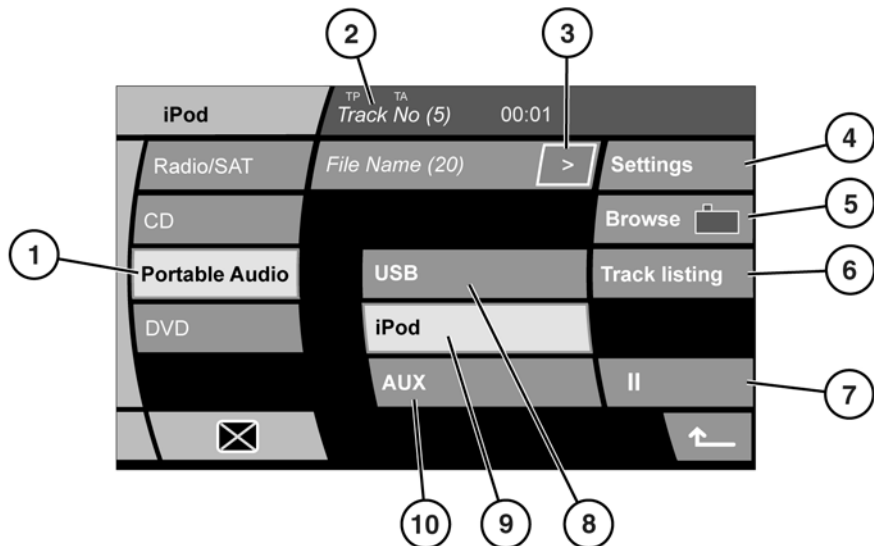 2
3
TP TA
iPod
Track No (5) 00:01
Radio/SAT
File Name (20)
>
Settings
4
CD
Browse
5
1
Portable Audio
USB
Track listing
6
DVD
iPod
AUX
II
7
10
9
8